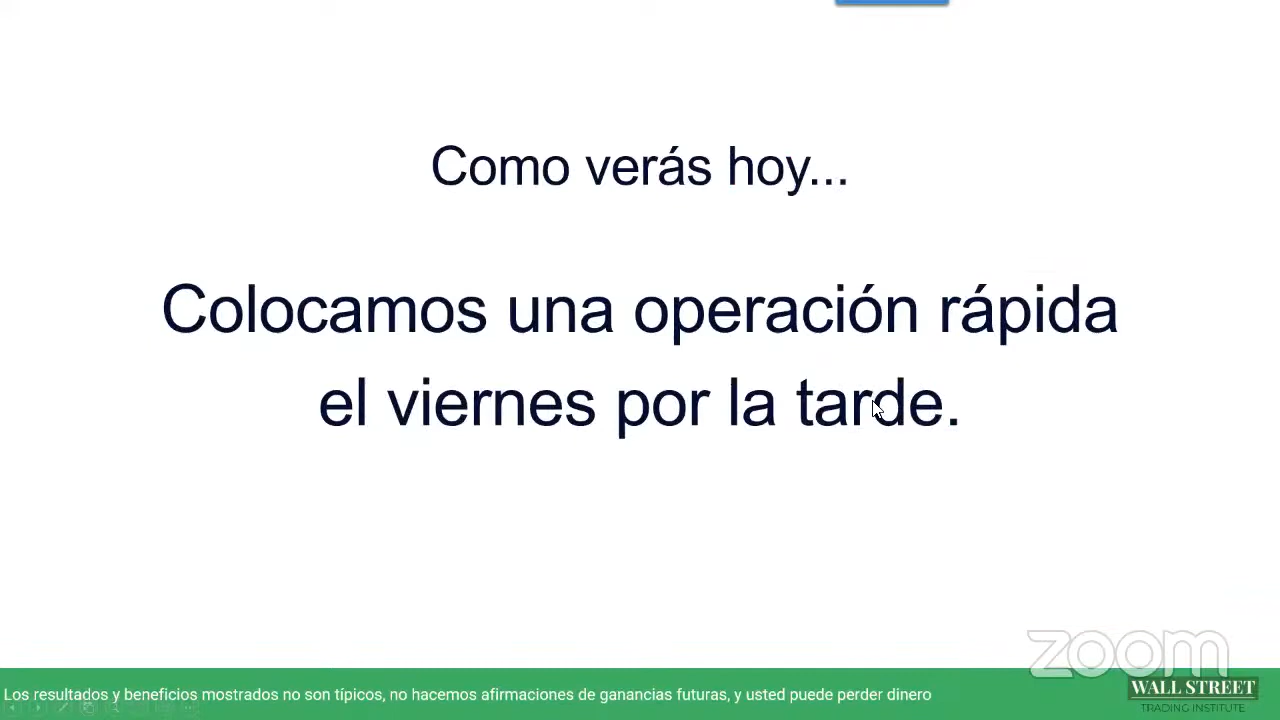 Como verás hoy...
Colocamos una operación rápida
el viernes por la tarde.
zoom
Los resultados y beneficios mostrados no son típicos, no hacemos afirmaciones de ganancias futuras, y usted puede perder dinero
WALL STREET
TRADING INSTITUTE